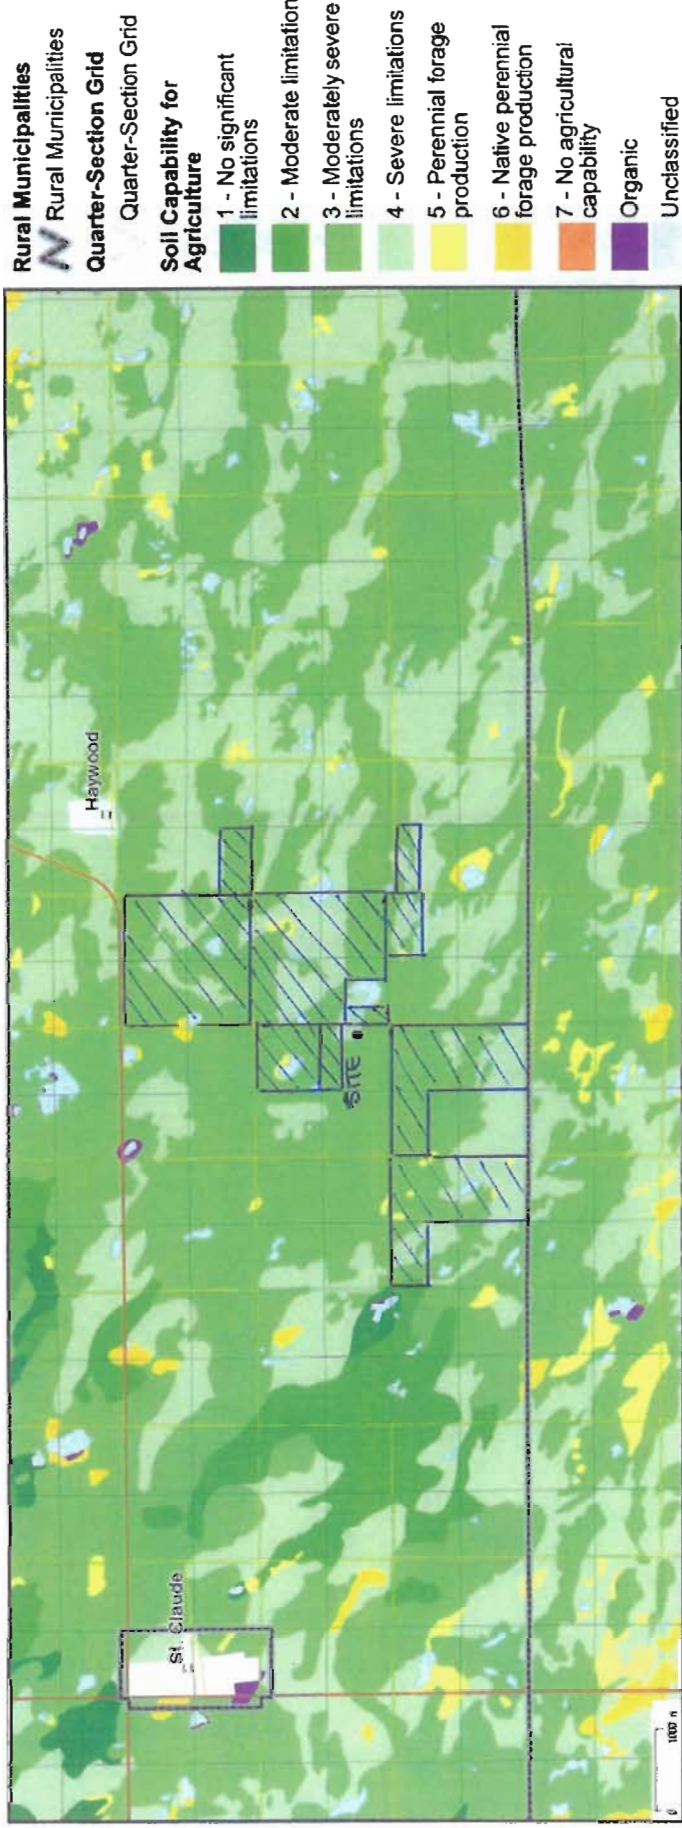 Rural Municipalities
Rural Municipalities
Quarter-Section Grid
Quarter-Section Grid
Soil Capability for
Agriculture
1 - No significant
limitations
2 - Moderate limitation
3 - Moderately severe
limitations
4 - Severe limitations
5 - Perennial forage
production
6 - Native perennial
forage production
7 - No agricultural
capability
Organic
Unclassified
Haywood
SITE
St. Claude
0 1000 m